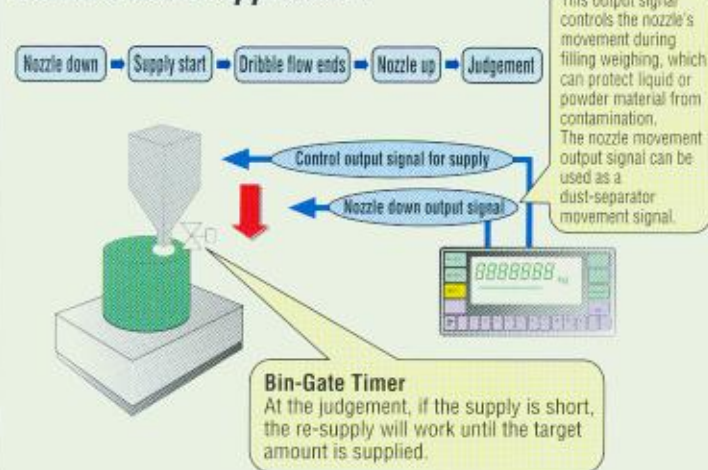 Nozzle down
Supply start
Dribble flow ends
Nozzle up
Judgement
This output signal
controls the nozzle's
movement during
filling weighing, which
can protect liquid or
powder material from
contamination.
The nozzle movement
output signal can be
used as a
dust-separator
movement signal.
Control output signal for supply
Nozzle down output signal
8888888 kg
Bin-Gate Timer
At the judgement, if the supply is short,
the re-supply will work until the target
amount is supplied.